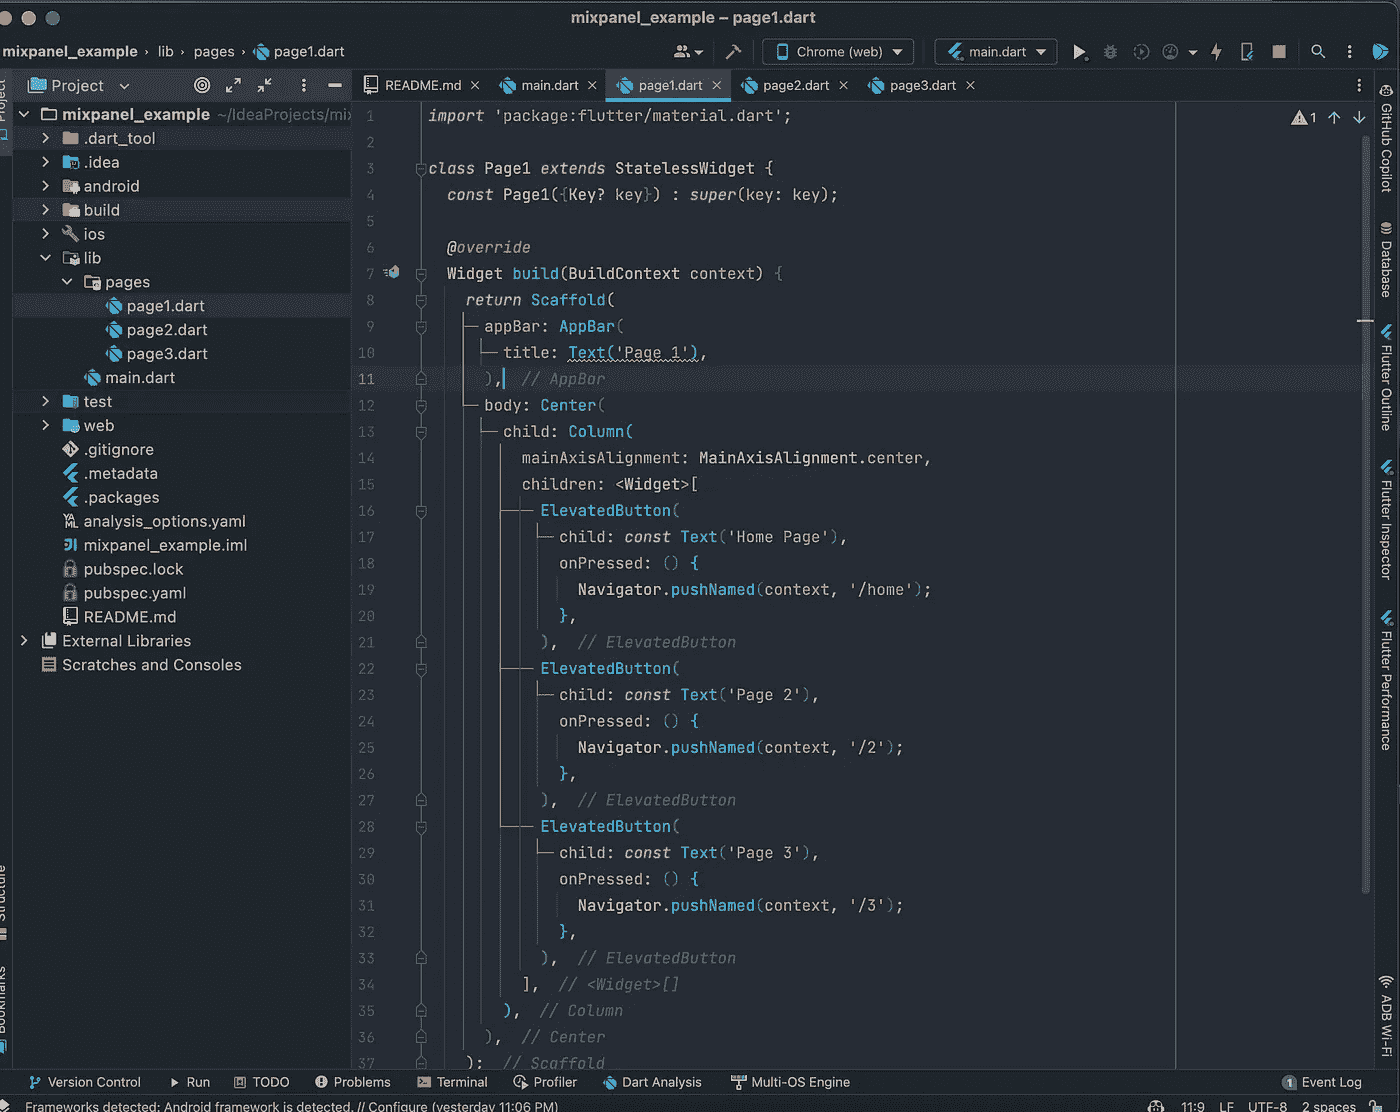 mixpanel_example – page1.dart
mixpanel_example › lib › pages › page1.dart
Chrome (web)
main.dart
Project
README.md
main.dart
page1.dart
page2.dart
page3.dart
mixpanel_example ~/IdeaProjects/mix
.dart_tool
.idea
android
build
ios
lib
pages
page1.dart
page2.dart
page3.dart
main.dart
test
web
.gitignore
.metadata
.packages
analysis_options.yaml
mixpanel_example.iml
pubspec.lock
pubspec.yaml
README.md
External Libraries
Scratches and Consoles
1 import 'package:flutter/material.dart';
2
3 class Page1 extends StatelessWidget {
4 const Page1({Key? key}) : super(key: key);
5
6 @override
7 Widget build(BuildContext context) {
8 return Scaffold(
9 appBar: AppBar(
10 title: Text('Page 1'),
11 ), // AppBar
12 body: Center(
13 child: Column(
14 mainAxisAlignment: MainAxisAlignment.center,
15 children: <Widget>[
16 ElevatedButton(
17 child: const Text('Home Page'),
18 onPressed: () {
19 Navigator.pushNamed(context, '/home');
20 },
21 ), // ElevatedButton
22 ElevatedButton(
23 child: const Text('Page 2'),
24 onPressed: () {
25 Navigator.pushNamed(context, '/2');
26 },
27 ), // ElevatedButton
28 ElevatedButton(
29 child: const Text('Page 3'),
30 onPressed: () {
31 Navigator.pushNamed(context, '/3');
32 },
33 ), // ElevatedButton
34 ], // <Widget>[]
35 ), // Column
36 ), // Center
37 ); // Scaffold
1
GitHub Copilot
Database
Flutter Outline
Flutter Inspector
Flutter Performance
ADB Wi-Fi
Project
Structure
Bookmarks
Version Control
Run
TODO
Problems
Terminal
Profiler
Dart Analysis
Multi-OS Engine
1 Event Log
Frameworks detected: Android framework is detected. // Configure (yesterday 11:06 PM)
11:9 LF UTF-8 2 spaces